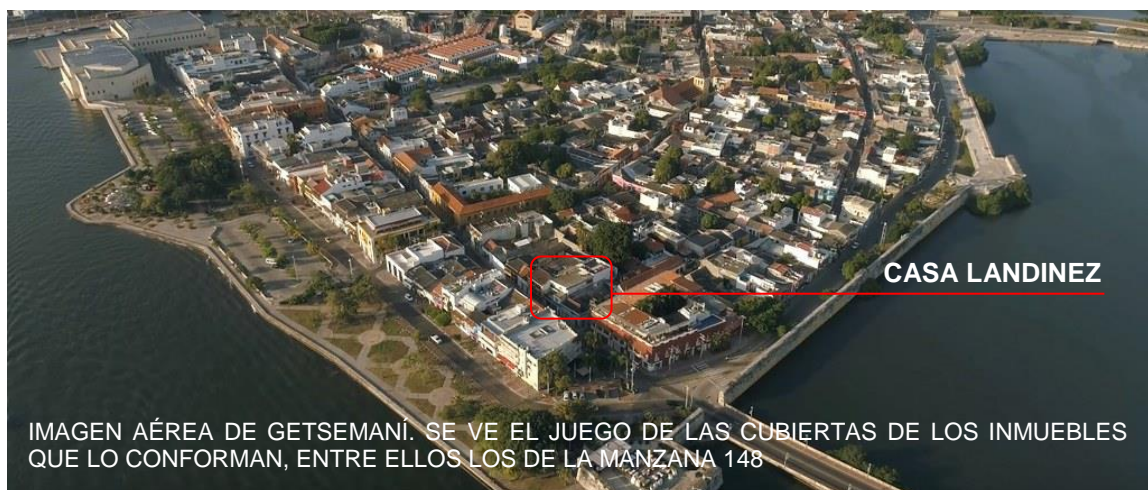 CASA LANDINEZ
IMAGEN AÉREA DE GETSEMANÍ. SE VE EL JUEGO DE LAS CUBIERTAS DE LOS INMUEBLES
QUE LO CONFORMAN, ENTRE ELLOS LOS DE LA MANZANA 148